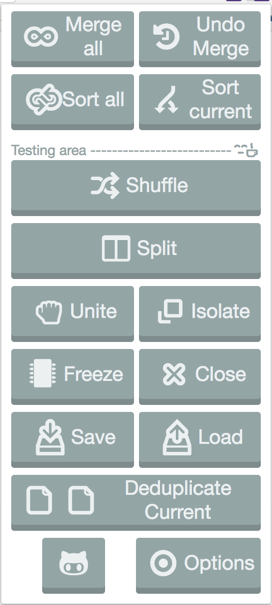 Merge
all
Undo
Merge
Sort all
Sort
current
Testing area
Shuffle
Split
Unite
Isolate
Freeze
Close
Save
Load
Deduplicate
Current
Options